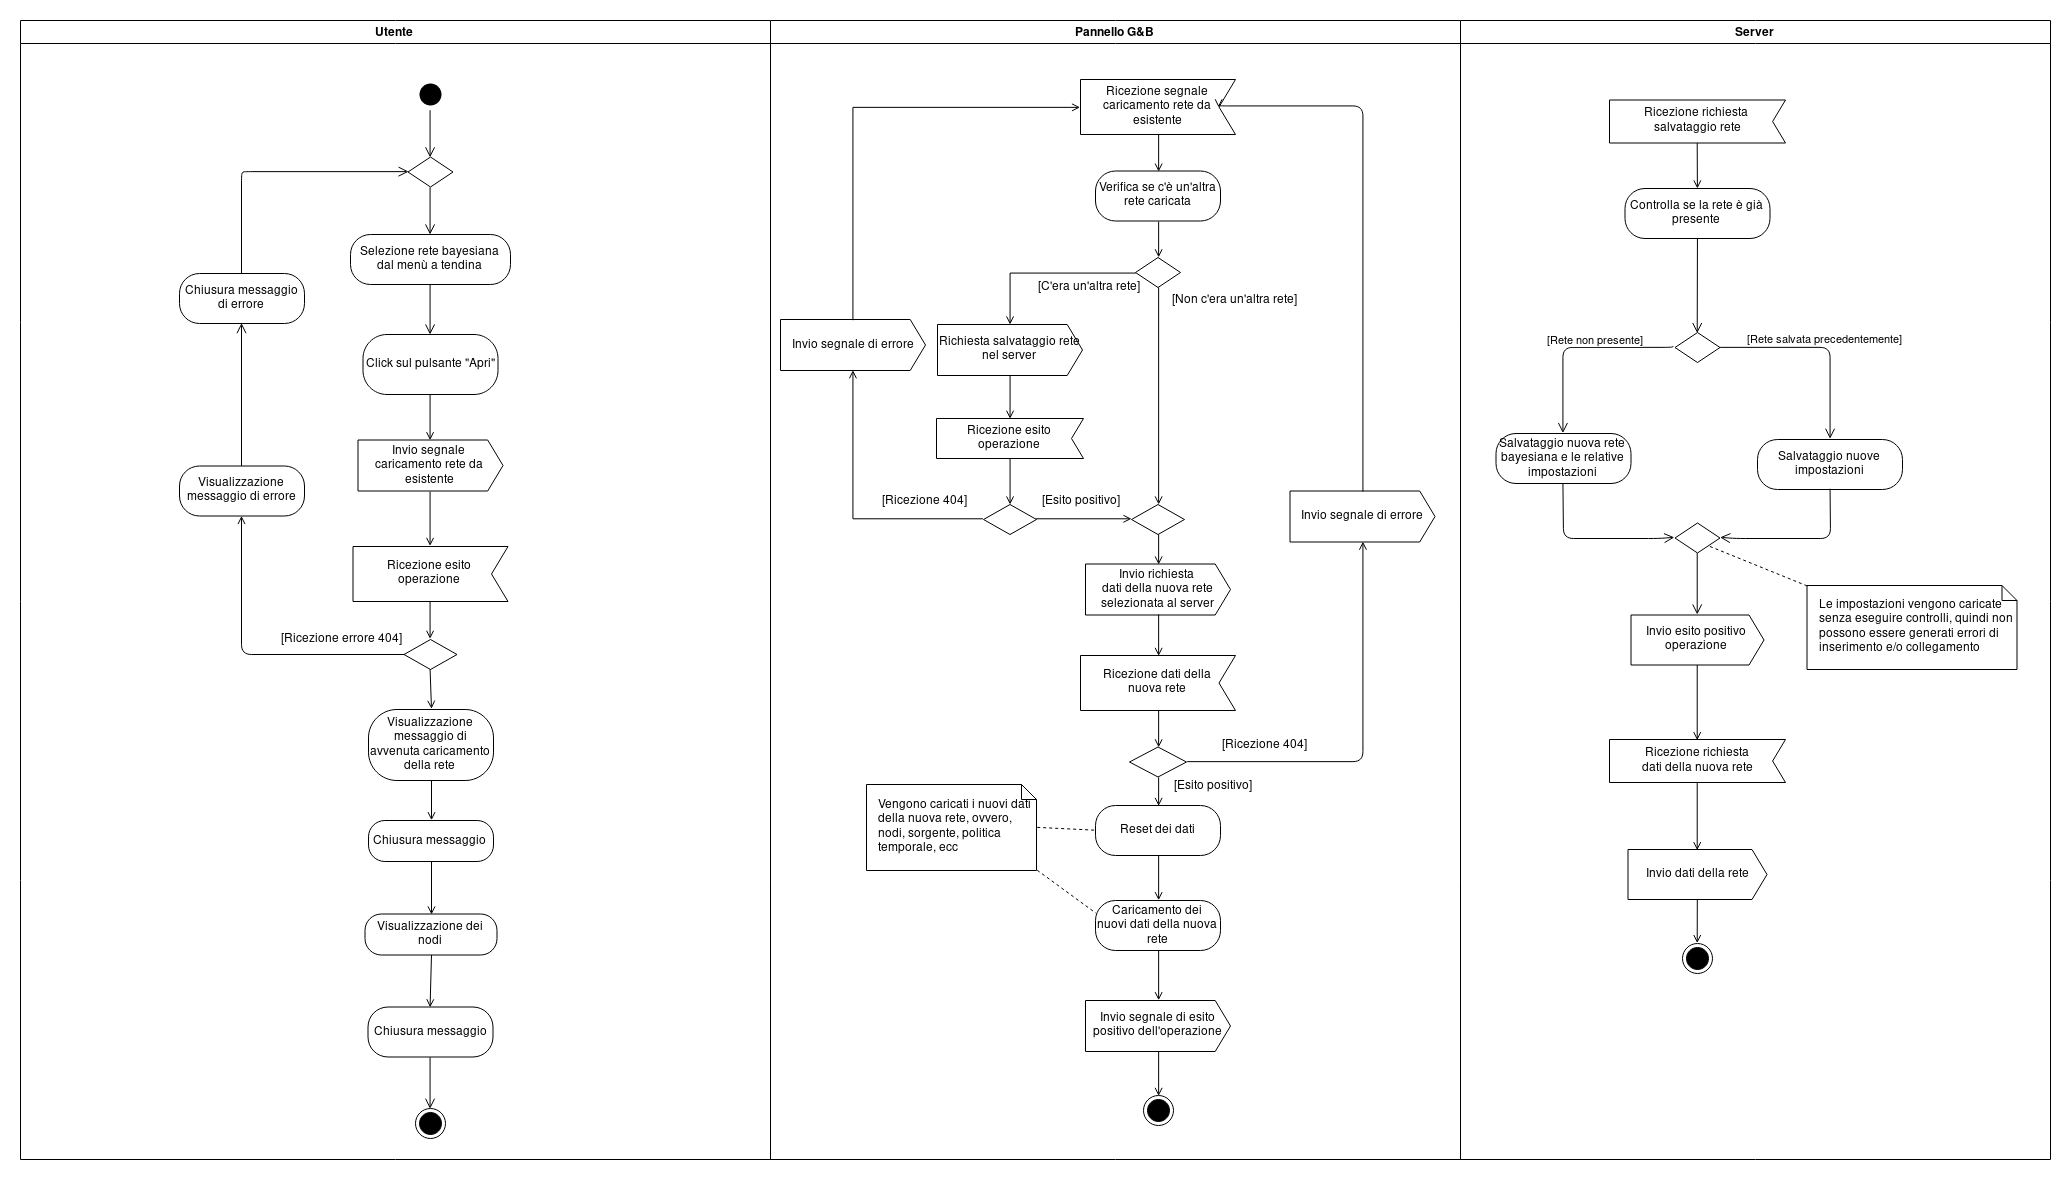 Utente
Pannello G&B
Server
Selezione rete bayesiana
dal menù a tendina
Chiusura messaggio
di errore
Click sul pulsante "Apri"
Invio segnale
caricamento rete da
esistente
Visualizzazione
messaggio di errore
Ricezione esito
operazione
[Ricezione errore 404]
Visualizzazione
messaggio di
avvenuta caricamento
della rete
Chiusura messaggio
Visualizzazione dei
nodi
Chiusura messaggio
Ricezione segnale
caricamento rete da
esistente
Verifica se c'è un'altra
rete caricata
[C'era un'altra rete]
[Non c'era un'altra rete]
Invio segnale di errore
Richiesta salvataggio rete
nel server
Ricezione esito
operazione
[Ricezione 404]
[Esito positivo]
Invio segnale di errore
Invio richiesta
dati della nuova rete
selezionata al server
Ricezione dati della
nuova rete
[Ricezione 404]
[Esito positivo]
Vengono caricati i nuovi dati
della nuova rete, ovvero,
nodi, sorgente, politica
temporale, ecc
Reset dei dati
Caricamento dei
nuovi dati della nuova
rete
Invio segnale di esito
positivo dell'operazione
Ricezione richiesta
salvataggio rete
Controlla se la rete è già
presente
[Rete non presente]
[Rete salvata precedentemente]
Salvataggio nuova rete
bayesiana e le relative
impostazioni
Salvataggio nuove
impostazioni
Le impostazioni vengono caricate
senza eseguire controlli, quindi non
possono essere generati errori di
inserimento e/o collegamento
Invio esito positivo
operazione
Ricezione richiesta
dati della nuova rete
Invio dati della rete